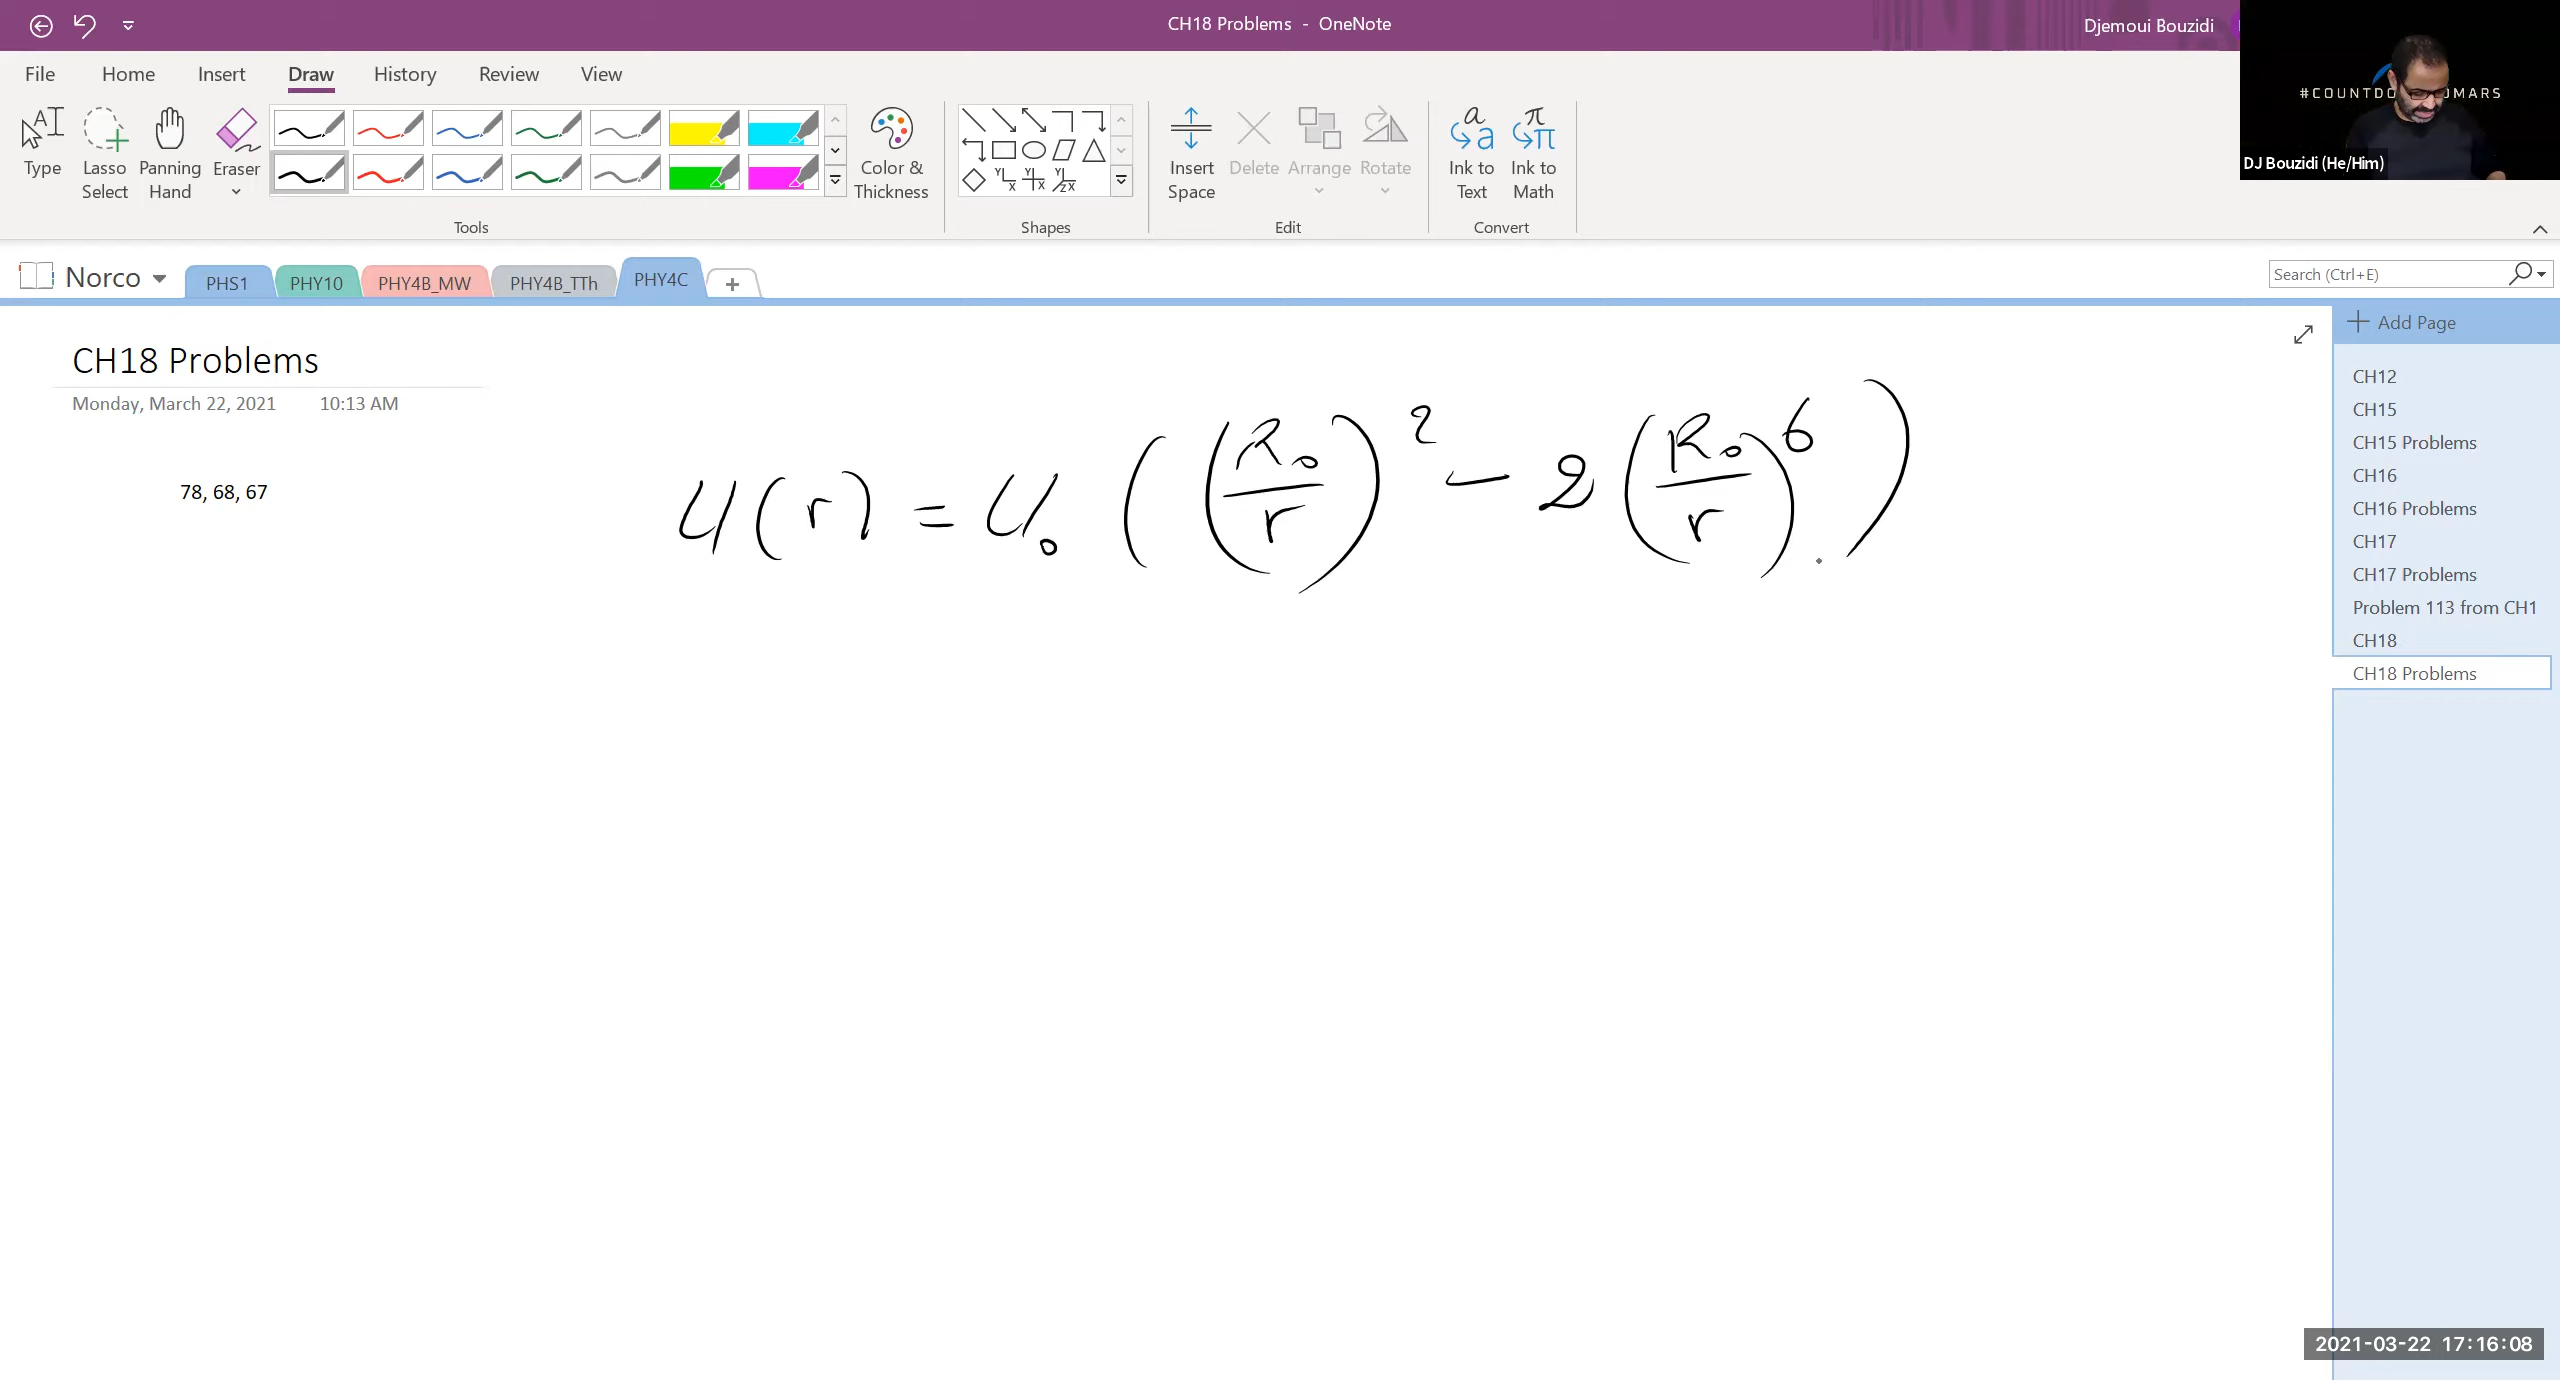 CH18 Problems - OneNote
Djemoui Bouzidi
File Home Insert Draw History Review View
Type
Lasso Select
Panning Hand
Eraser
Color & Thickness
Insert Space
Delete
Arrange
Rotate
a a Ink to Text
π π Ink to Math
Tools
Shapes
Edit
Convert
#COUNTDO OMARS
DJ Bouzidi (He/Him)
Norco PHS1 PHY10 PHY4B_MW PHY4B_TTh PHY4C +
Search (Ctrl+E)
CH18 Problems
Monday, March 22, 2021 10:13 AM
78, 68, 67
U(r) = U₀ ( (R₀/r)² - 2 (R₀/r)⁶ )
Add Page
CH12
CH15
CH15 Problems
CH16
CH16 Problems
CH17
CH17 Problems
Problem 113 from CH1
CH18
CH18 Problems
2021-03-22 17:16:08